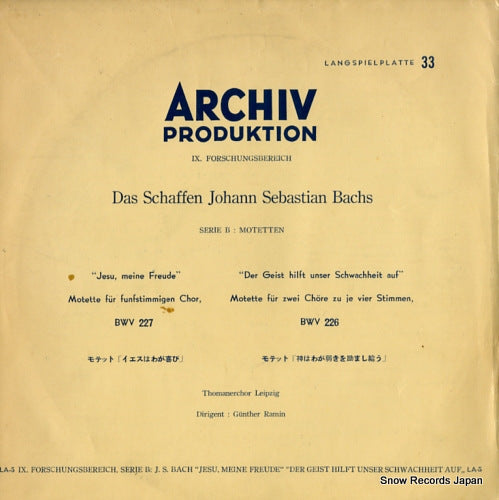 LANGSPIELPLATTE 33
ARCHIV
PRODUKTION
IX. FORSCHUNGSBEREICH
Das Schaffen Johann Sebastian Bachs
SERIE B : MOTETTEN
"Jesu, meine Freude"
Motette für funfstimmigen Chor,
BWV 227
"Der Geist hilft unser Schwachheit auf"
Motette für zwei Chöre zu je vier Stimmen,
BWV 226
モテット「イエスはわが喜び」
モテット「神はわが弱きを励まし給う」
Thomanerchor Leipzig
Dirigent : Günther Ramin
LA-5 IX. FORSCHUNGSBEREICH, SERIE B: J. S. BACH "JESU, MEINE FREUDE" "DER GEIST HILFT UNSER SCHWACHHEIT AUF,, LA-5
Snow Records Japan